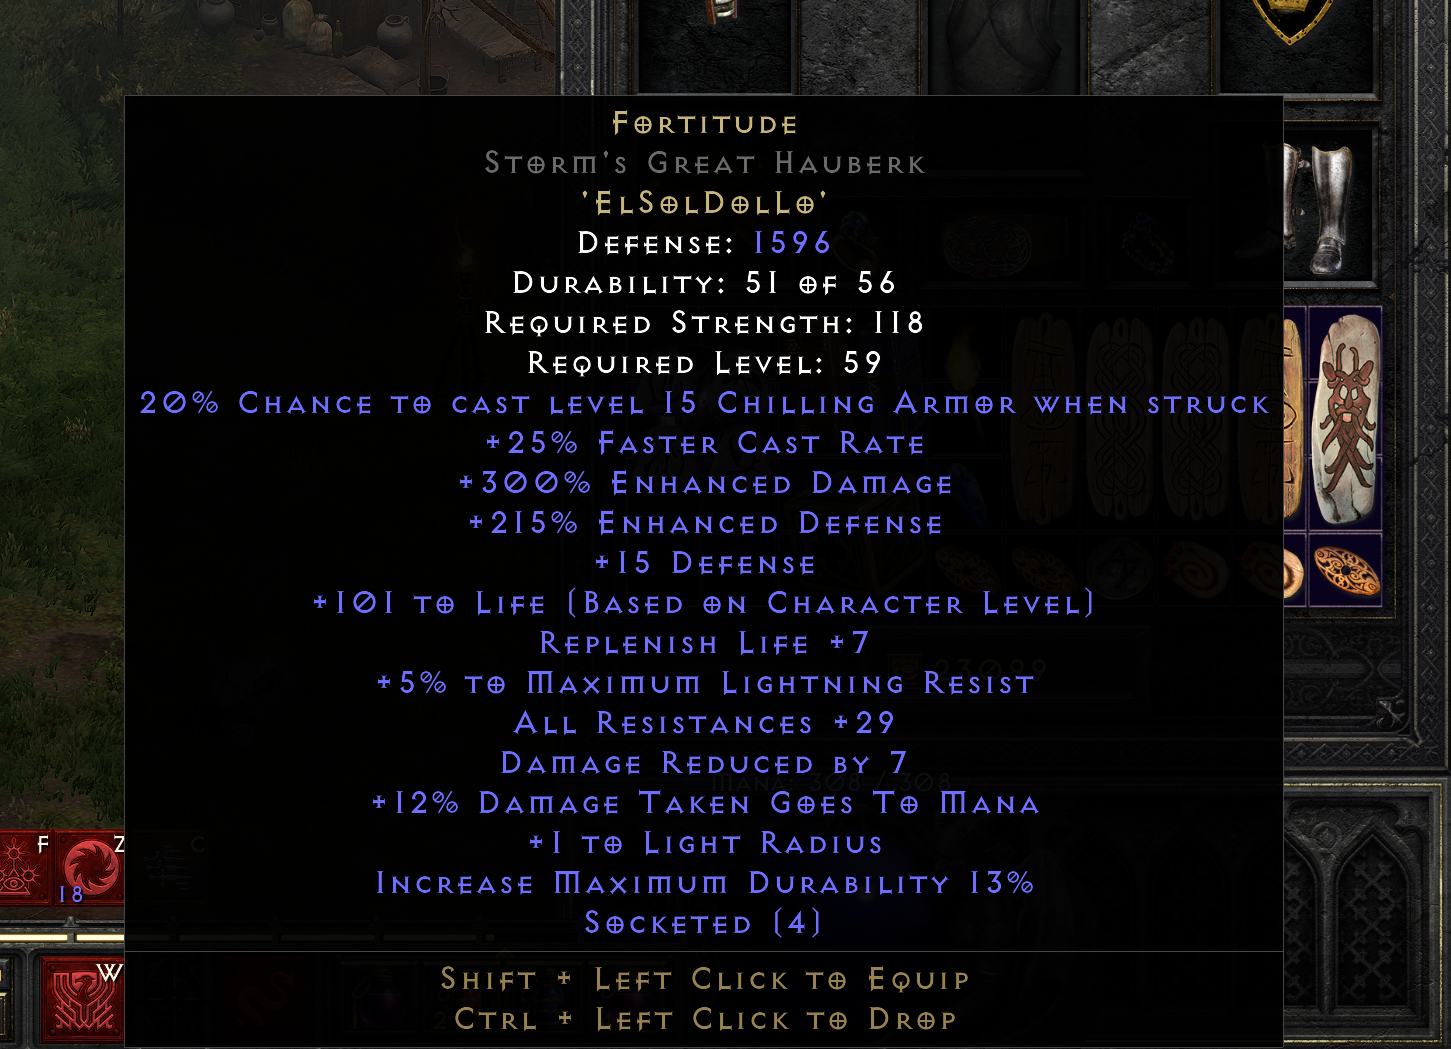 Fortitude
Storm's Great Hauberk
'ElSolDolLo'
Defense: 1596
Durability: 51 of 56
Required Strength: 118
Required Level: 59
20% Chance to cast level 15 Chilling Armor when struck
+25% Faster Cast Rate
+300% Enhanced Damage
+215% Enhanced Defense
+15 Defense
+101 to Life (Based on Character Level)
Replenish Life +7
+5% to Maximum Lightning Resist
All Resistances +29
Damage Reduced by 7
Mana: 308 / 308
+12% Damage Taken Goes To Mana
+1 to Light Radius
Increase Maximum Durability 13%
Socketed (4)
F
Z
C
18
W
Shift + Left Click to Equip
Ctrl + Left Click to Drop